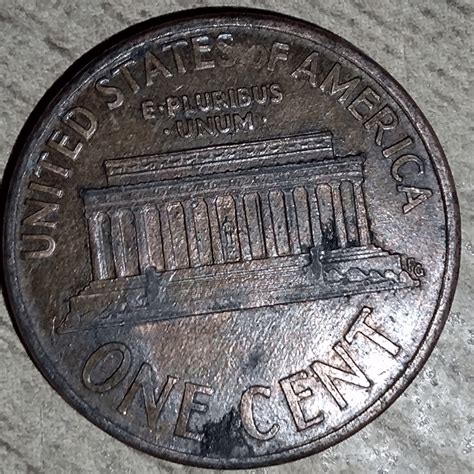 UNITED STATES OF AMERICA
E·PLURIBUS
·UNUM·
FG
ONE CENT